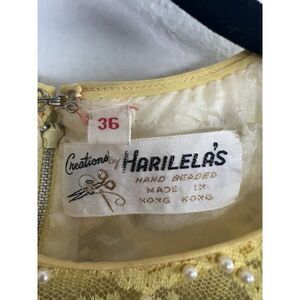 36
Creations by HARILELA'S
HAND BEADED
MADE IN
HONG KONG